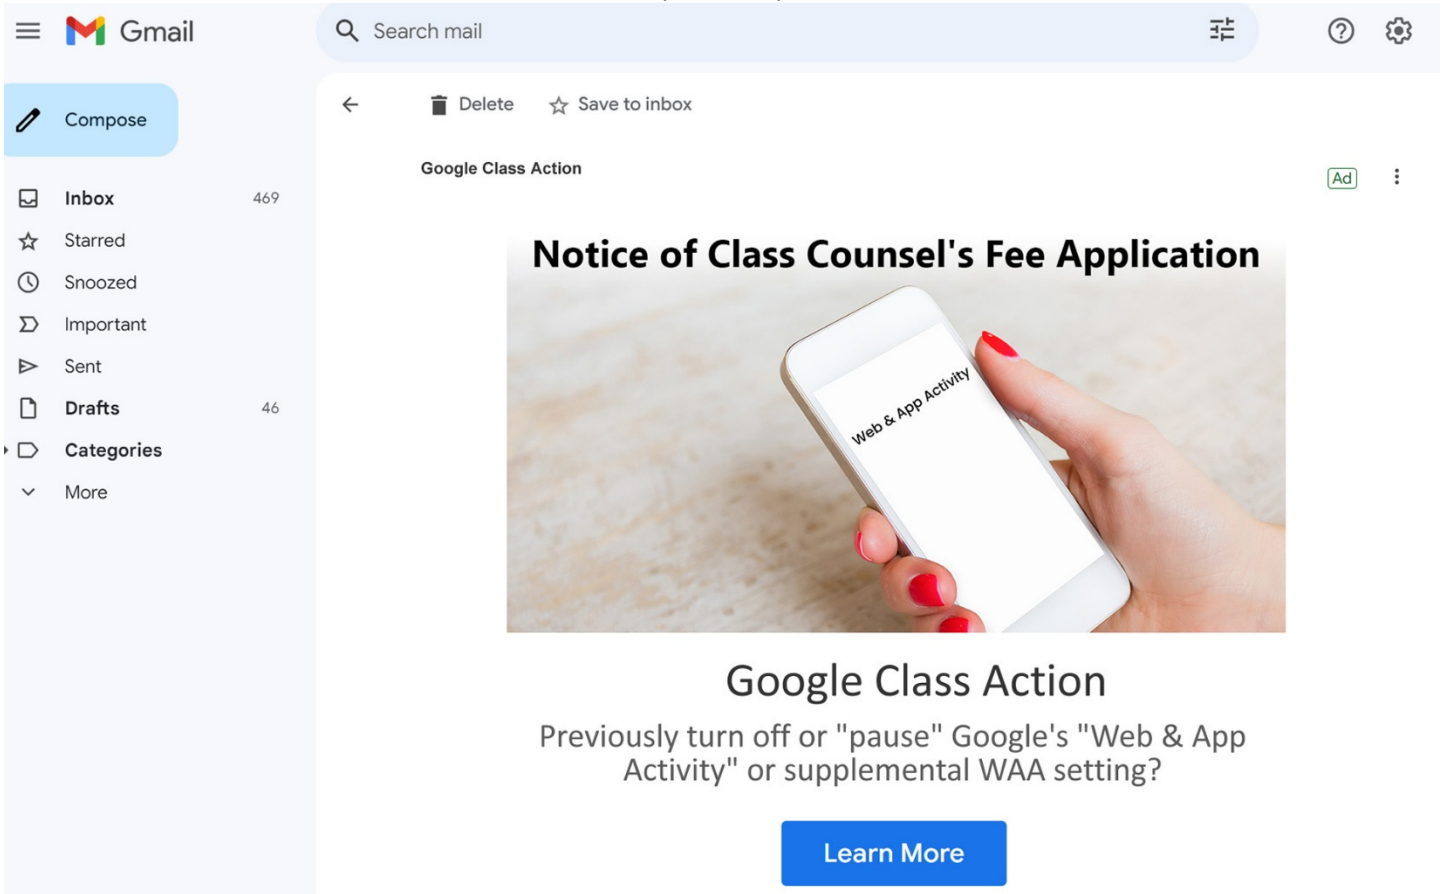 Gmail
Search mail
Compose
Delete
Save to inbox
Google Class Action
Ad
Inbox 469
Starred
Snoozed
Important
Sent
Drafts 46
Categories
More
Notice of Class Counsel's Fee Application
Web & App Activity
Google Class Action
Previously turn off or "pause" Google's "Web & App
Activity" or supplemental WAA setting?
Learn More